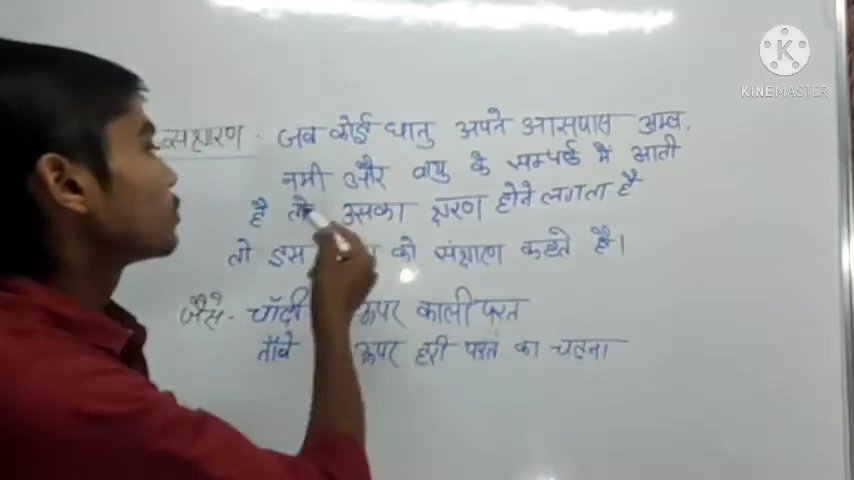 KINEMASTER
जब कोई धातु अपने आसपास अम्ल,
नमी और वायु के सम्पर्क में आती
है तो उसका क्षरण होने लगता है
तो इस को संक्षारण कहते है।
जैसे - चाँदी ऊपर काली परत
ताँबे ऊपर हरी परत का चढ़ना